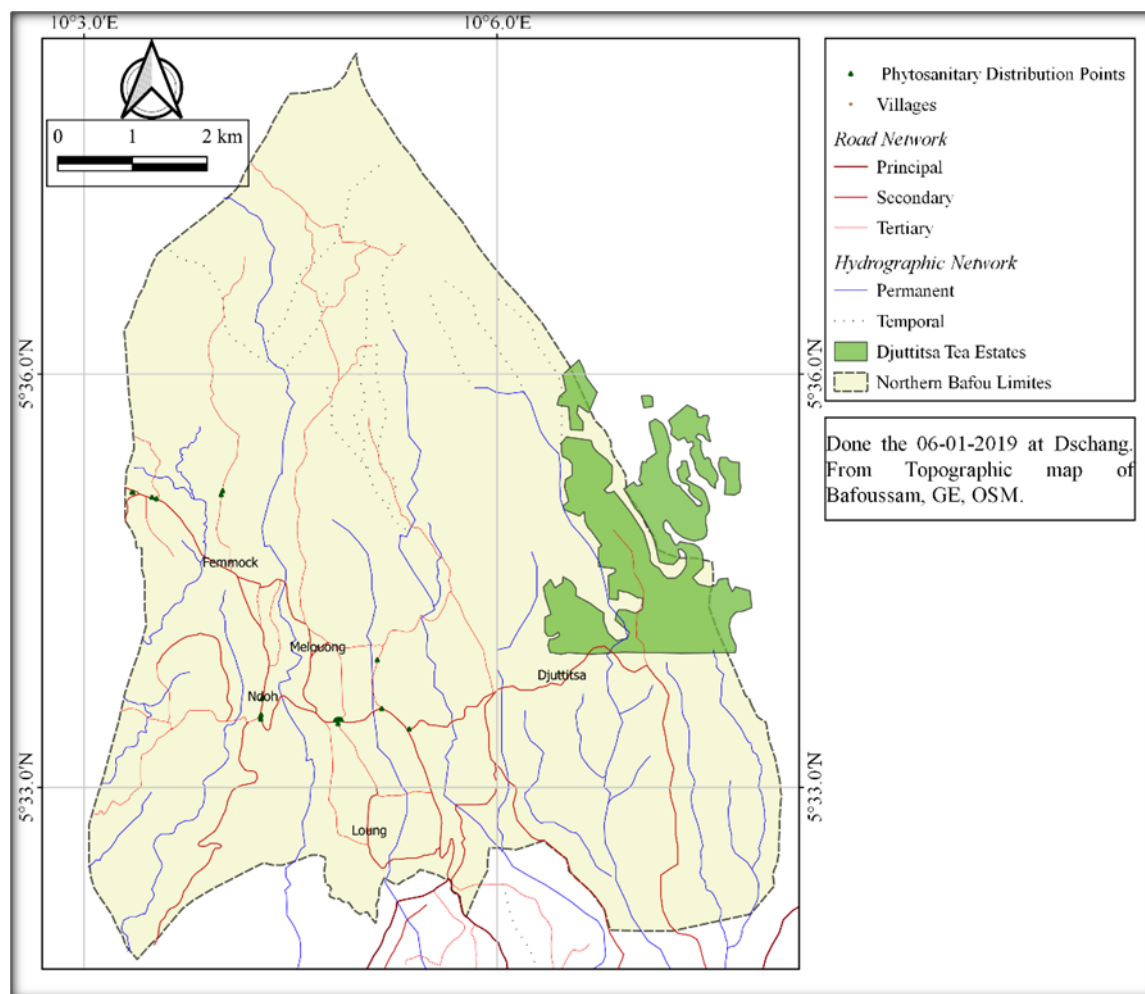 10°3.0'E 10°6.0'E
0 1 2 km
5°36.0'N 5°36.0'N
Femmock
Melouong
Ndoh
Djuttitsa
5°33.0'N 5°33.0'N
Loung
Phytosanitary Distribution Points
Villages
Road Network
Principal
Secondary
Tertiary
Hydrographic Network
Permanent
Temporal
Djuttitsa Tea Estates
Northern Bafou Limites
Done the 06-01-2019 at Dschang.
From Topographic map of
Bafoussam, GE, OSM.